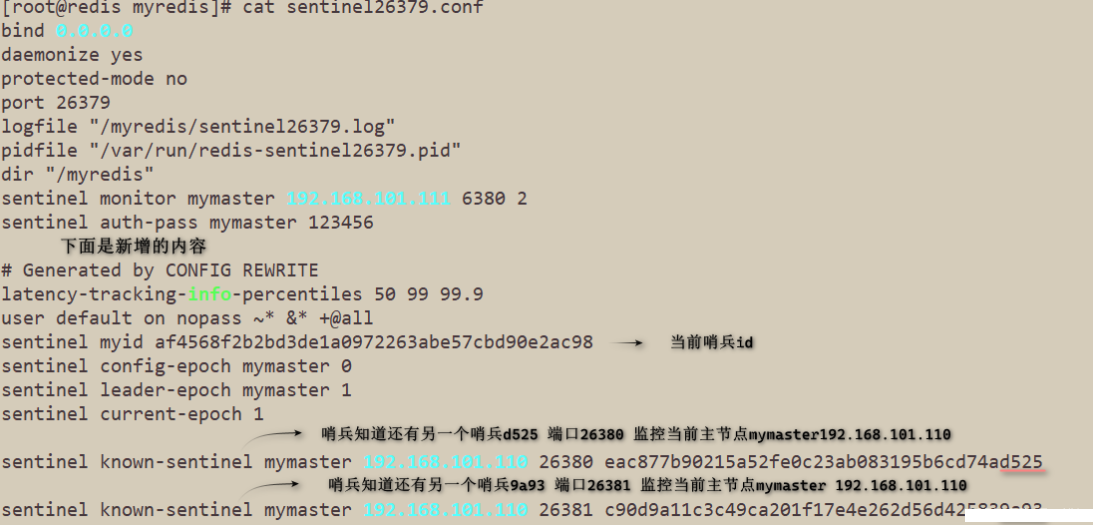 [root@redis myredis]# cat sentinel26379.conf
bind 0.0.0.0
daemonize yes
protected-mode no
port 26379
logfile "/myredis/sentinel26379.log"
pidfile "/var/run/redis-sentinel26379.pid"
dir "/myredis"
sentinel monitor mymaster 192.168.101.111 6380 2
sentinel auth-pass mymaster 123456
下面是新增的内容
# Generated by CONFIG REWRITE
latency-tracking-info-percentiles 50 99 99.9
user default on nopass ~* &* +@all
sentinel myid af4568f2b2bd3de1a0972263abe57cbd90e2ac98 当前哨兵id
sentinel config-epoch mymaster 0
sentinel leader-epoch mymaster 1
sentinel current-epoch 1
哨兵知道还有另一个哨兵d525 端口26380 监控当前主节点mymaster192.168.101.110
sentinel known-sentinel mymaster 192.168.101.110 26380 eac877b90215a52fe0c23ab083195b6cd74ad525
哨兵知道还有另一个哨兵9a93 端口26381 监控当前主节点mymaster 192.168.101.110
sentinel known-sentinel mymaster 192.168.101.110 26381